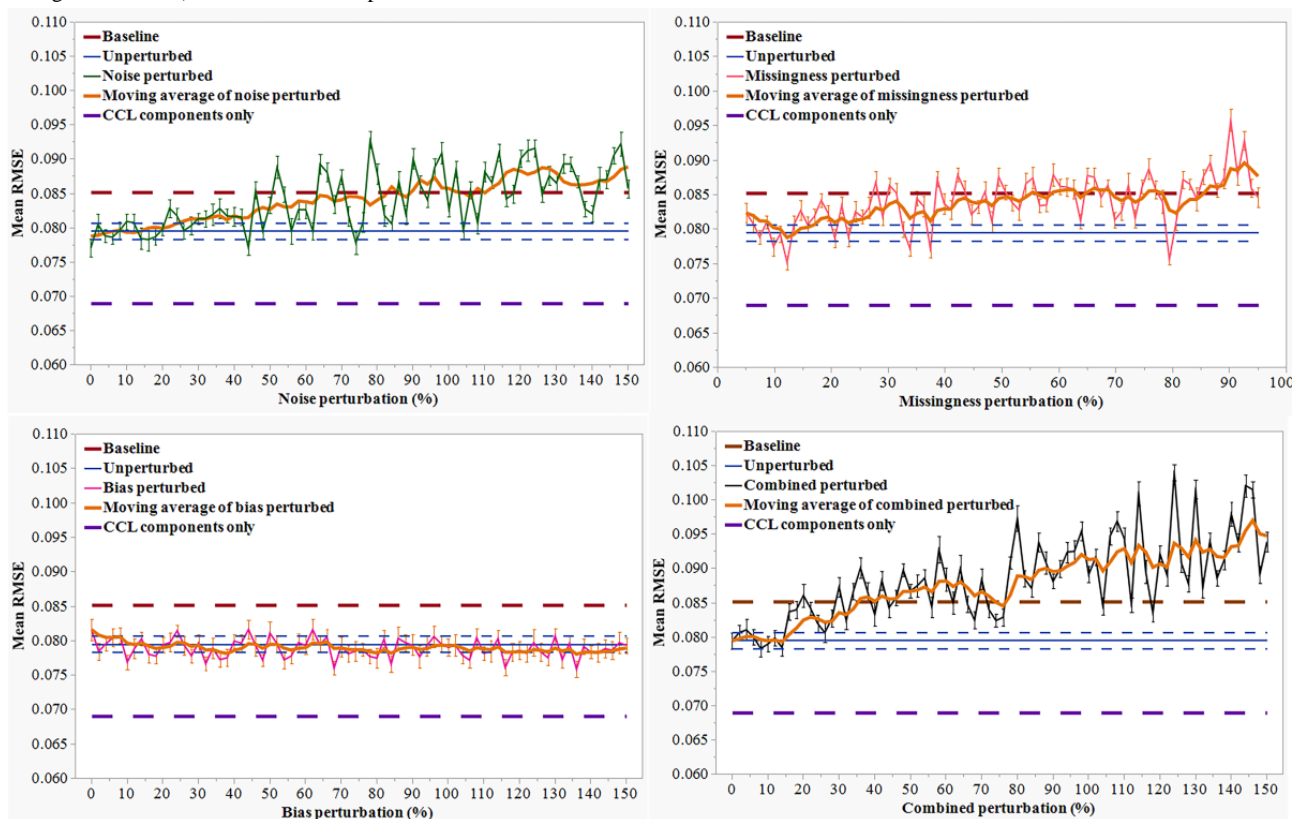 0.110
0.105
0.100
0.095
0.090
0.085
0.080
0.075
0.070
0.065
0.060
Mean RMSE
Baseline
Unperturbed
Noise perturbed
Moving average of noise perturbed
CCL components only
0 10 20 30 40 50 60 70 80 90 100 110 120 130 140 150
Noise perturbation (%)
0.110
0.105
0.100
0.095
0.090
0.085
0.080
0.075
0.070
0.065
0.060
Mean RMSE
Baseline
Unperturbed
Missingness perturbed
Moving average of missingness perturbed
CCL components only
0 10 20 30 40 50 60 70 80 90 100
Missingness perturbation (%)
0.110
0.105
0.100
0.095
0.090
0.085
0.080
0.075
0.070
0.065
0.060
Mean RMSE
Baseline
Unperturbed
Bias perturbed
Moving average of bias perturbed
CCL components only
0 10 20 30 40 50 60 70 80 90 100 110 120 130 140 150
Bias perturbation (%)
0.110
0.105
0.100
0.095
0.090
0.085
0.080
0.075
0.070
0.065
0.060
Mean RMSE
Baseline
Unperturbed
Combined perturbed
Moving average of combined perturbed
CCL components only
0 10 20 30 40 50 60 70 80 90 100 110 120 130 140 150
Combined perturbation (%)